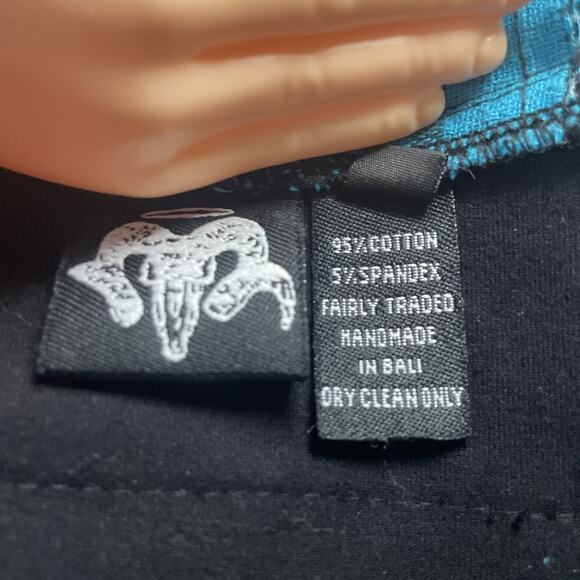 95% COTTON
5% SPANDEX
FAIRLY TRADED
HANDMADE
IN BALI
DRY CLEAN ONLY